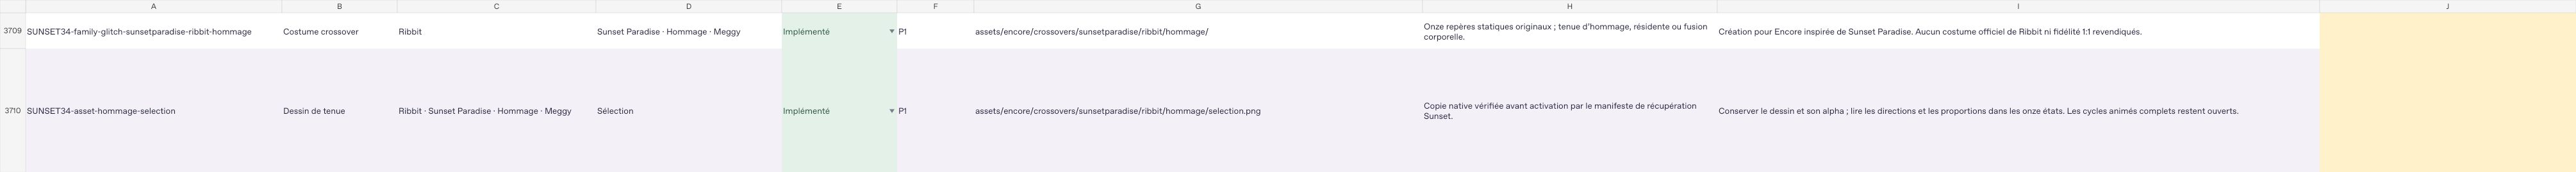 A B C D E F G H I J
3709 SUNSET34-family-glitch-sunsetparadise-ribbit-hommage Costume crossover Ribbit Sunset Paradise · Hommage · Meggy Implémenté P1 assets/encore/crossovers/sunsetparadise/ribbit/hommage/ Onze repères statiques originaux ; tenue d'hommage, résidente ou fusion
corporelle. Création pour Encore inspirée de Sunset Paradise. Aucun costume officiel de Ribbit ni fidélité 1:1 revendiqués.
3710 SUNSET34-asset-hommage-selection Dessin de tenue Ribbit · Sunset Paradise · Hommage · Meggy Sélection Implémenté P1 assets/encore/crossovers/sunsetparadise/ribbit/hommage/selection.png Copie native vérifiée avant activation par le manifeste de récupération
Sunset. Conserver le dessin et son alpha ; lire les directions et les proportions dans les onze états. Les cycles animés complets restent ouverts.